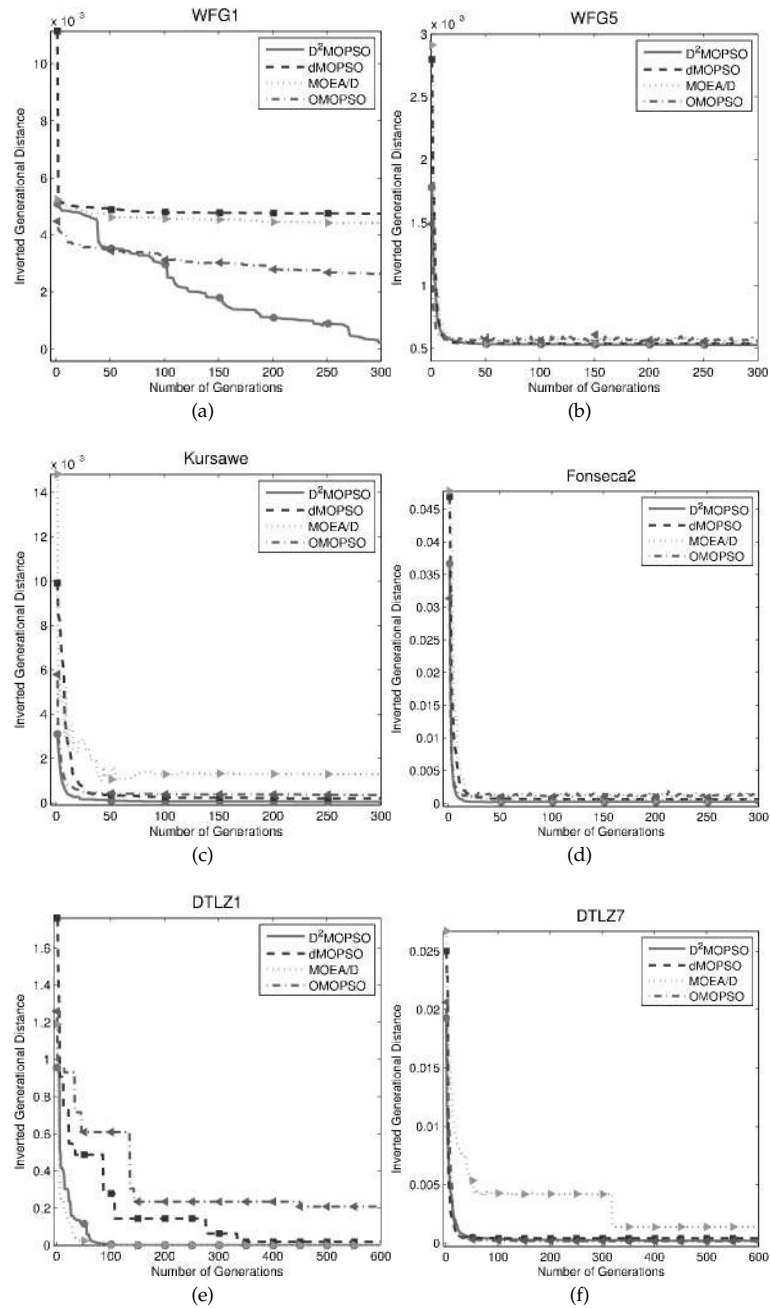 WFG1
x 10³
D²MOPSO
dMOPSO
MOEA/D
OMOPSO
Inverted Generational Distance
10
8
6
4
2
0
0 50 100 150 200 250 300
Number of Generations
(a)
WFG5
x 10³
D²MOPSO
dMOPSO
MOEA/D
OMOPSO
Inverted Generational Distance
3
2.5
2
1.5
1
0.5
0 50 100 150 200 250 300
Number of Generations
(b)
Kursawe
x 10³
D²MOPSO
dMOPSO
MOEA/D
OMOPSO
Inverted Generational Distance
14
12
10
8
6
4
2
0
0 50 100 150 200 250 300
Number of Generations
(c)
Fonseca2
D²MOPSO
dMOPSO
MOEA/D
OMOPSO
Inverted Generational Distance
0.045
0.04
0.035
0.03
0.025
0.02
0.015
0.01
0.005
0
0 50 100 150 200 250 300
Number of Generations
(d)
DTLZ1
D²MOPSO
dMOPSO
MOEA/D
OMOPSO
Inverted Generational Distance
1.6
1.4
1.2
1
0.8
0.6
0.4
0.2
0
0 100 200 300 400 500 600
Number of Generations
(e)
DTLZ7
D²MOPSO
dMOPSO
MOEA/D
OMOPSO
Inverted Generational Distance
0.025
0.02
0.015
0.01
0.005
0
0 100 200 300 400 500 600
Number of Generations
(f)